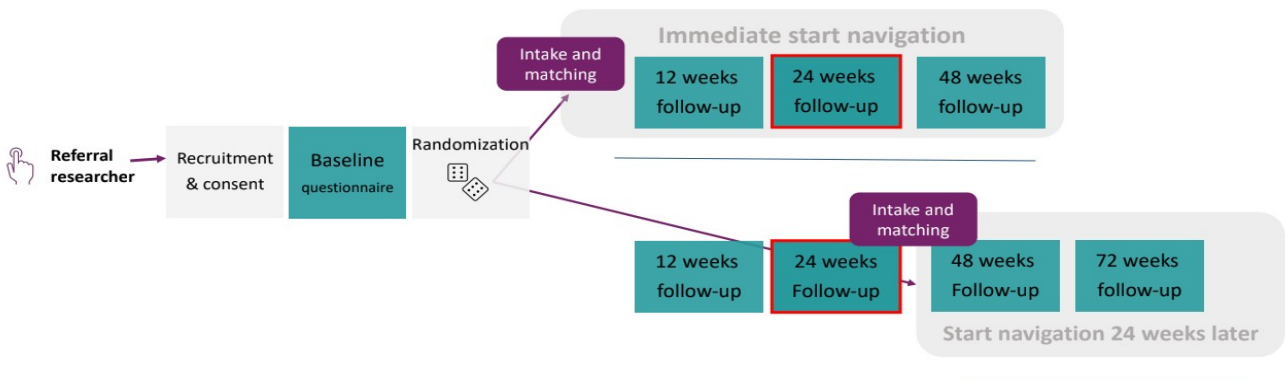 Referral
researcher
Recruitment
& consent
Baseline
questionnaire
Randomization
Intake and
matching
Immediate start navigation
12 weeks
follow-up
24 weeks
follow-up
48 weeks
follow-up
Intake and
matching
12 weeks
follow-up
24 weeks
Follow-up
48 weeks
Follow-up
72 weeks
follow-up
Start navigation 24 weeks later